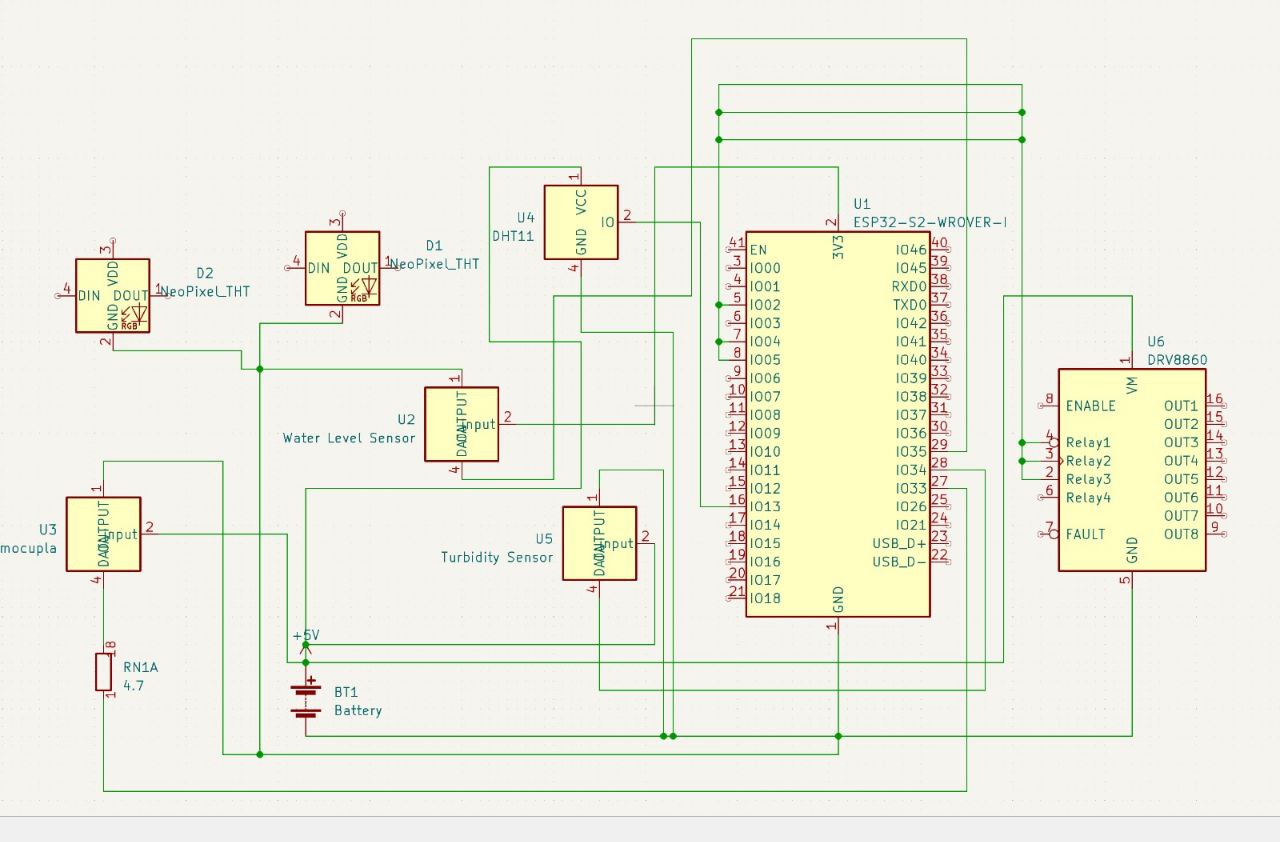 U1
ESP32-S2-WROVER-I
2
3V3
41 EN
3 IO00
4 IO01
5 IO02
6 IO03
7 IO04
8 IO05
9 IO06
10 IO07
11 IO08
12 IO09
13 IO10
14 IO11
15 IO12
16 IO13
17 IO14
18 IO15
19 IO16
20 IO17
21 IO18
IO46 40
IO45 39
RXD0 38
TXD0 37
IO42 36
IO41 35
IO40 34
IO39 33
IO38 32
IO37 31
IO36 30
IO35 29
IO34 28
IO33 27
IO26 25
IO21 24
USB_D+ 23
USB_D- 22
GND
1
U4
DHT11
1
VCC
IO 2
GND
4
D1
NeoPixel_THT
3
VDD
4 DIN
DOUT 1
GND
RGB
2
D2
NeoPixel_THT
3
VDD
4 DIN
DOUT 1
GND
RGB
2
U2
Water Level Sensor
1
Input 2
4
U3
mocupla
1
Input 2
4
U5
Turbidity Sensor
1
Input 2
4
U6
DRV8860
1
VM
8 ENABLE
4 Relay1
3 Relay2
2 Relay3
6 Relay4
7 FAULT
OUT1 16
OUT2 15
OUT3 14
OUT4 13
OUT5 12
OUT6 11
OUT7 10
OUT8 9
GND
5
+5V
+
BT1
Battery
8
RN1A
4.7
1